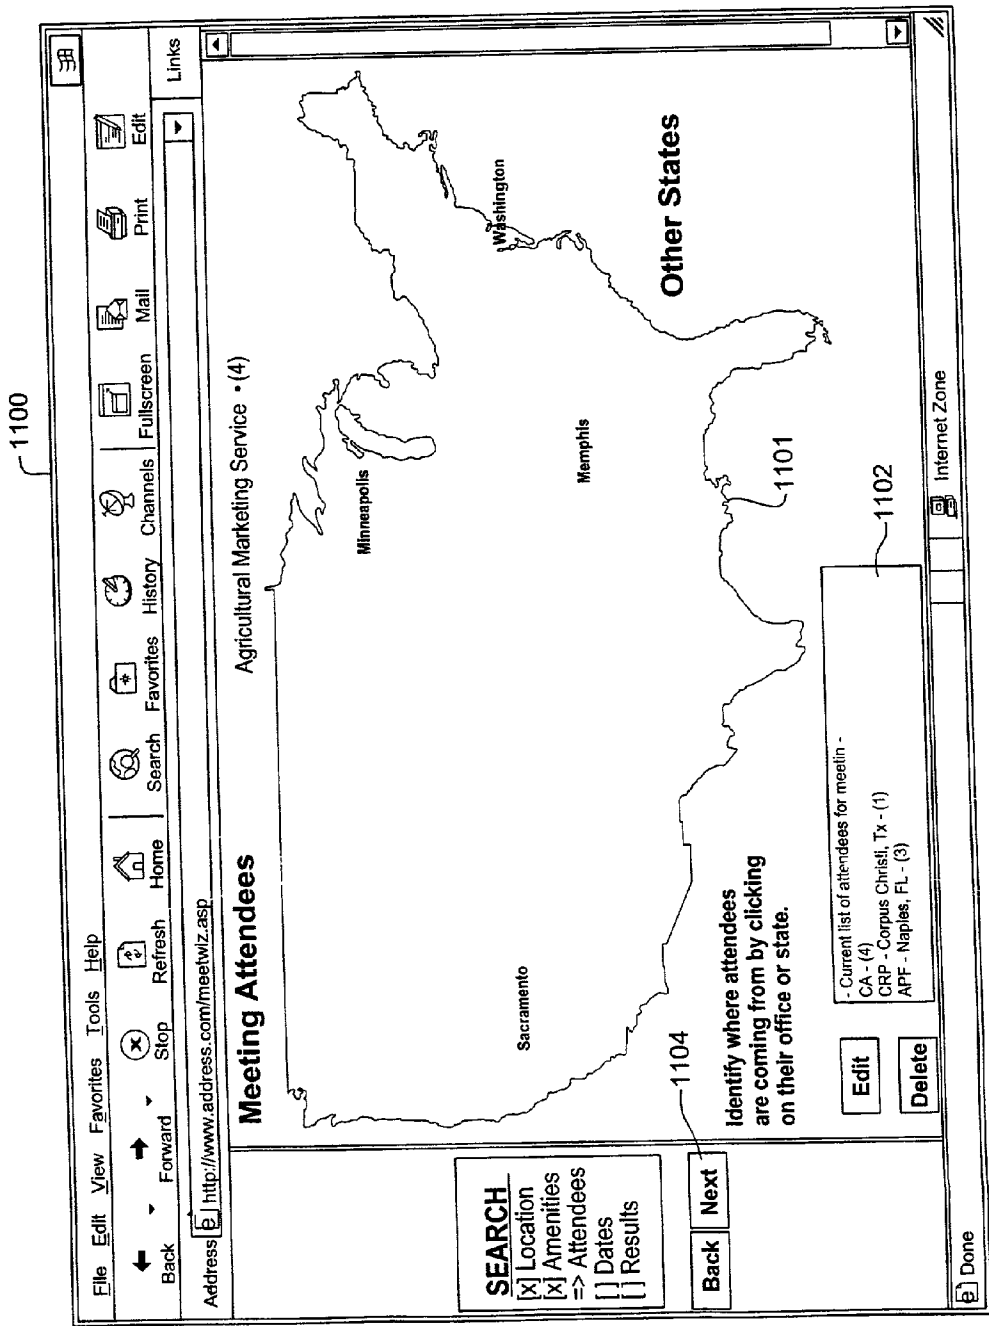 1100
File Edit View Favorites Tools Help
Back Forward Stop Refresh Home Search Favorites History Channels Fullscreen Mail Print Edit
Address http://www.address.com/meetwiz.asp Links
SEARCH
[x] Location
[x] Amenities
=> Attendees
[ ] Dates
[ ] Results
Back Next
1104
Meeting Attendees
Agricultural Marketing Service • (4)
Minneapolis
Washington
Sacramento
Memphis
Other States
1101
Identify where attendees
are coming from by clicking
on their office or state.
Edit
Delete
- Current list of attendees for meetin -
CA - (4)
CRP - Corpus Christi, Tx - (1)
APF - Naples, FL - (3)
1102
Done Internet Zone